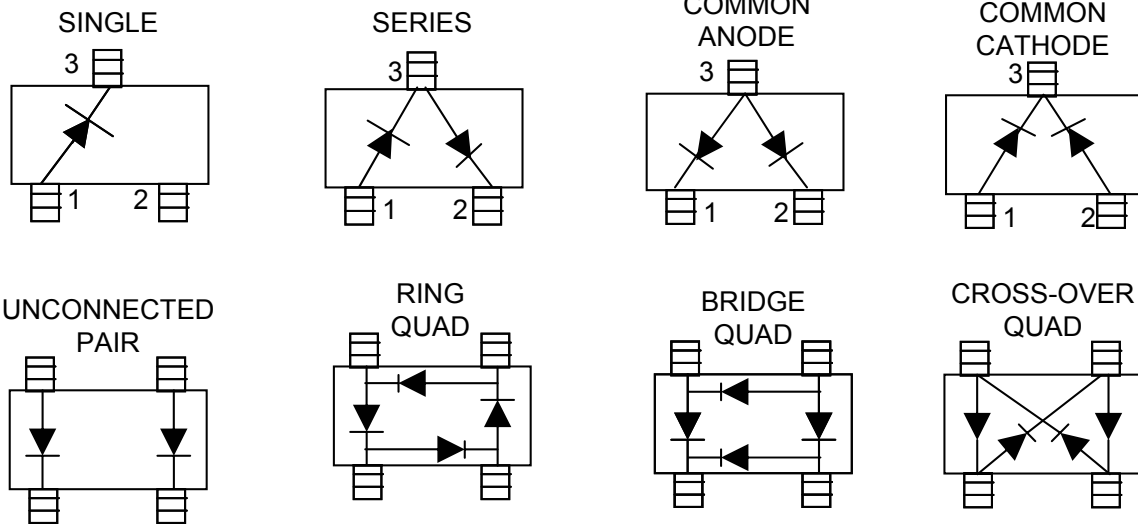 SINGLE
3
1 2
SERIES
3
1 2
COMMON
ANODE
3
1 2
COMMON
CATHODE
3
1 2
UNCONNECTED
PAIR
RING
QUAD
BRIDGE
QUAD
CROSS-OVER
QUAD